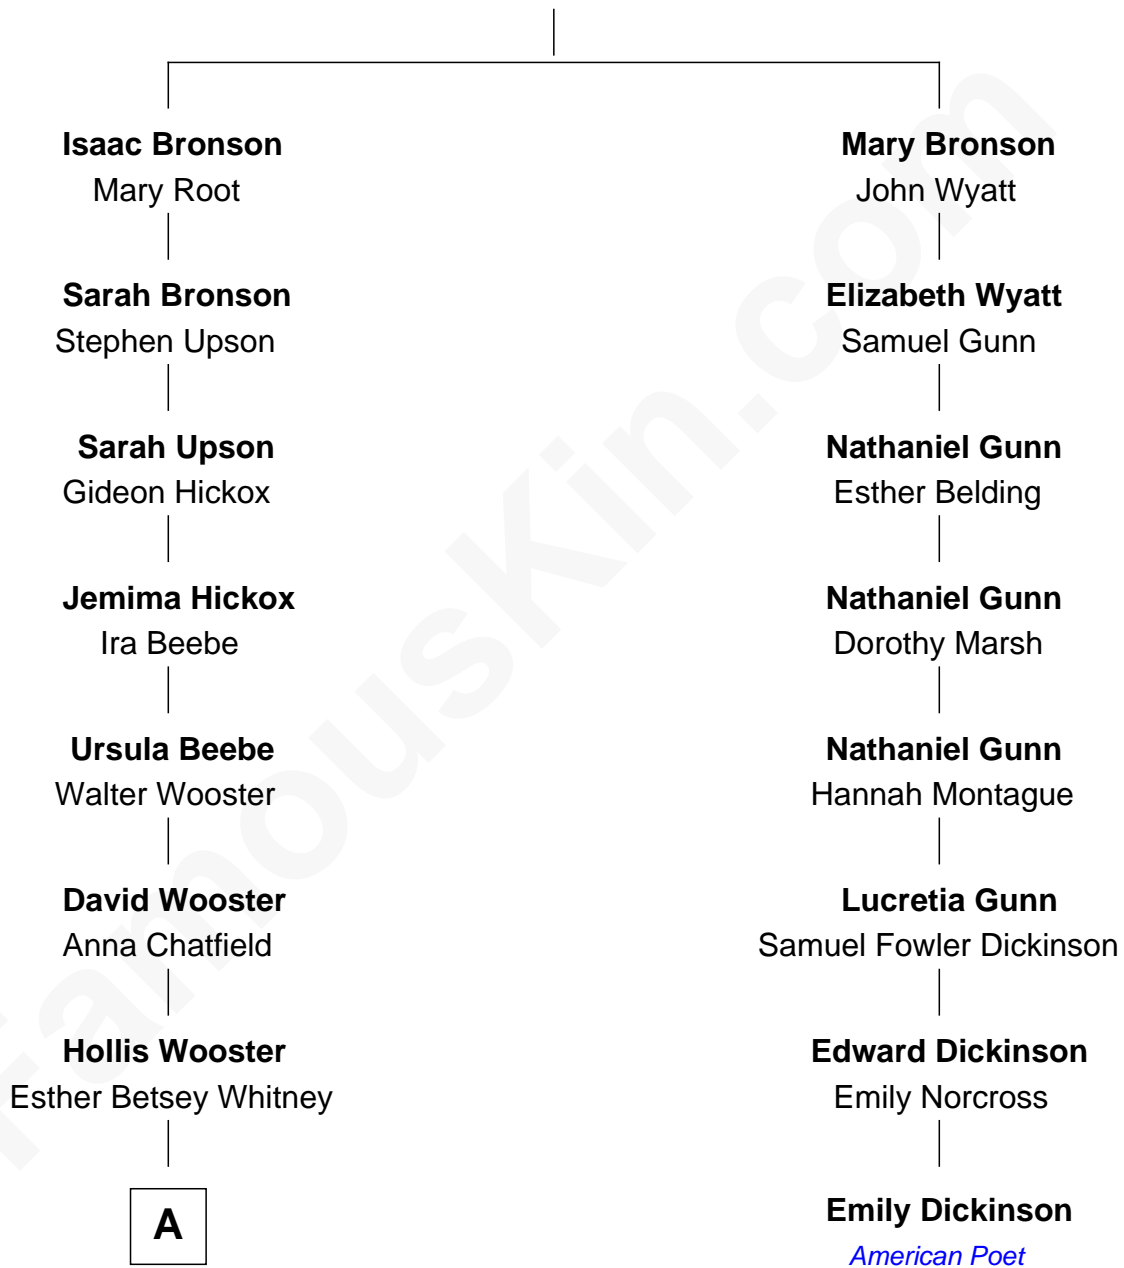 Isaac Bronson
Mary Root
Sarah Bronson
Stephen Upson
Sarah Upson
Gideon Hickox
Jemima Hickox
Ira Beebe
Ursula Beebe
Walter Wooster
David Wooster
Anna Chatfield
Hollis Wooster
Esther Betsey Whitney
A
Mary Bronson
John Wyatt
Elizabeth Wyatt
Samuel Gunn
Nathaniel Gunn
Esther Belding
Nathaniel Gunn
Dorothy Marsh
Nathaniel Gunn
Hannah Montague
Lucretia Gunn
Samuel Fowler Dickinson
Edward Dickinson
Emily Norcross
Emily Dickinson
American Poet
FamousKin.com